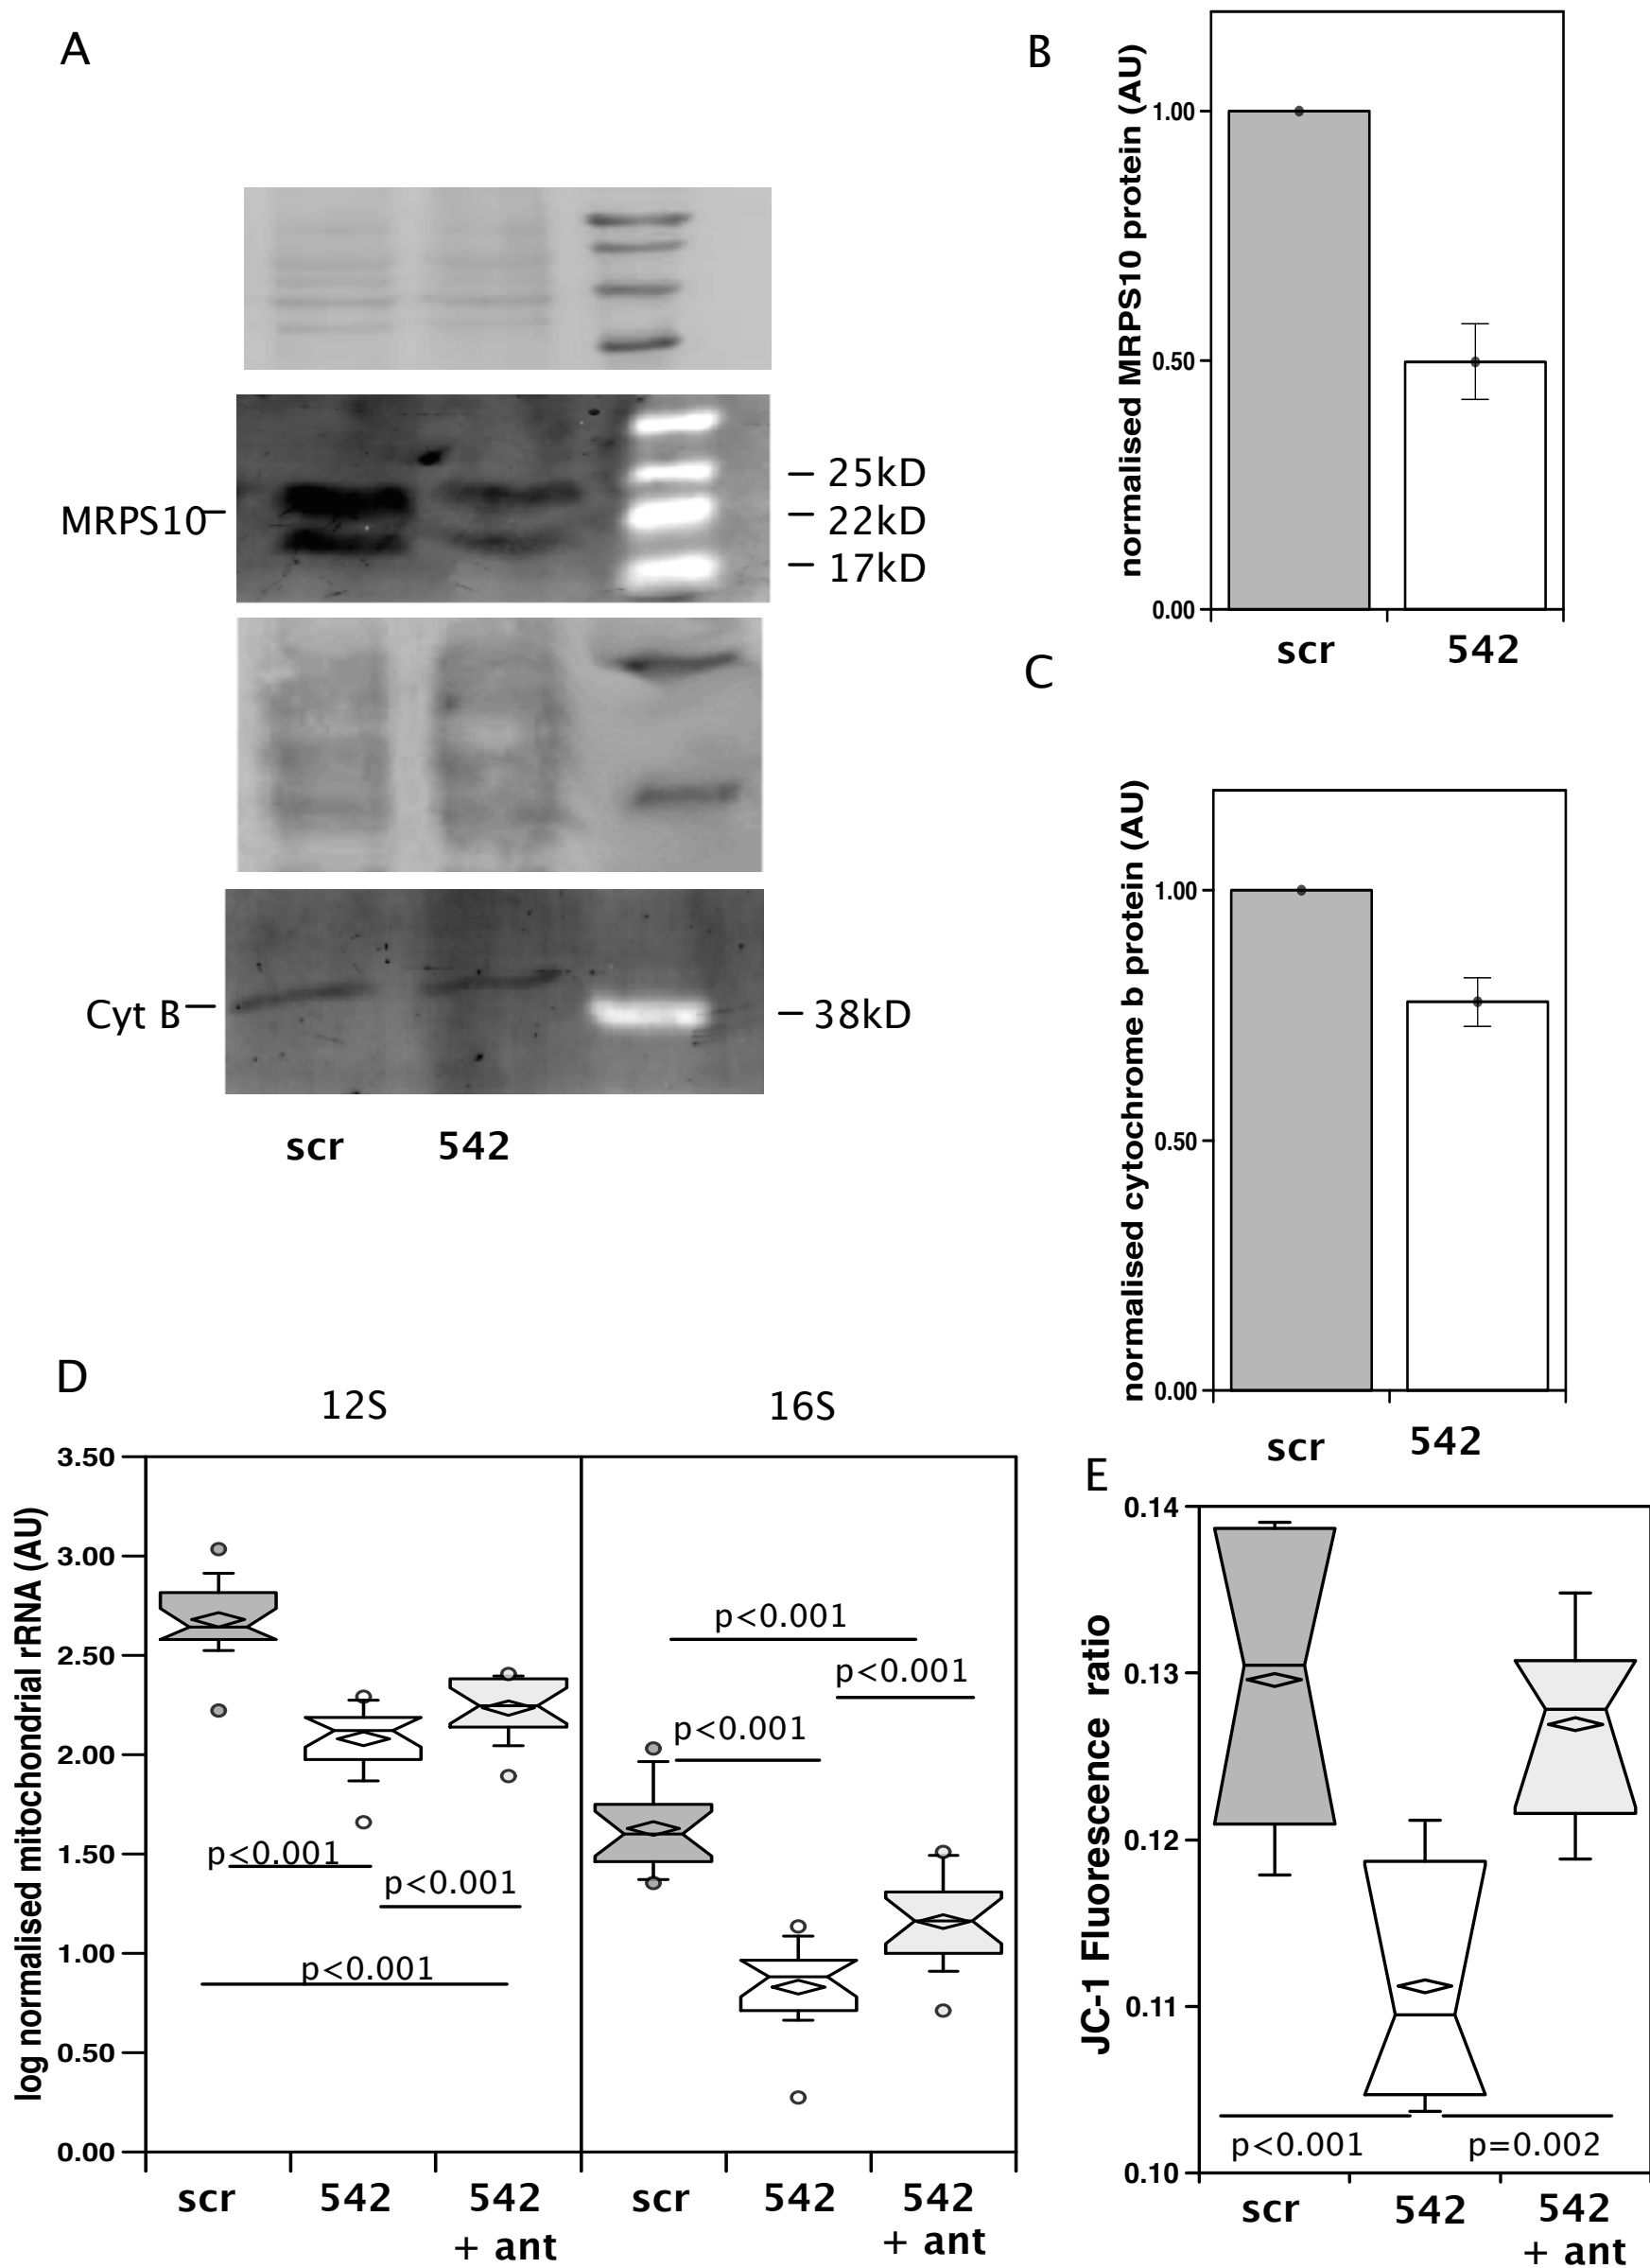 A
MRPS10
25kD
22kD
17kD
Cyt B
38kD
scr 542
B
normalised MRPS10 protein (AU)
1.00
0.50
0.00
scr 542
C
normalised cytochrome b protein (AU)
1.00
0.50
0.00
scr 542
D
12S 16S
log normalised mitochondrial rRNA (AU)
3.50
3.00
2.50
2.00
1.50
1.00
0.50
0.00
p<0.001
p<0.001
p<0.001
p<0.001
p<0.001
p<0.001
scr 542 542 scr 542 542
+ ant + ant
E
JC-1 Fluorescence ratio
0.14
0.13
0.12
0.11
0.10
p<0.001 p=0.002
scr 542 542
+ ant